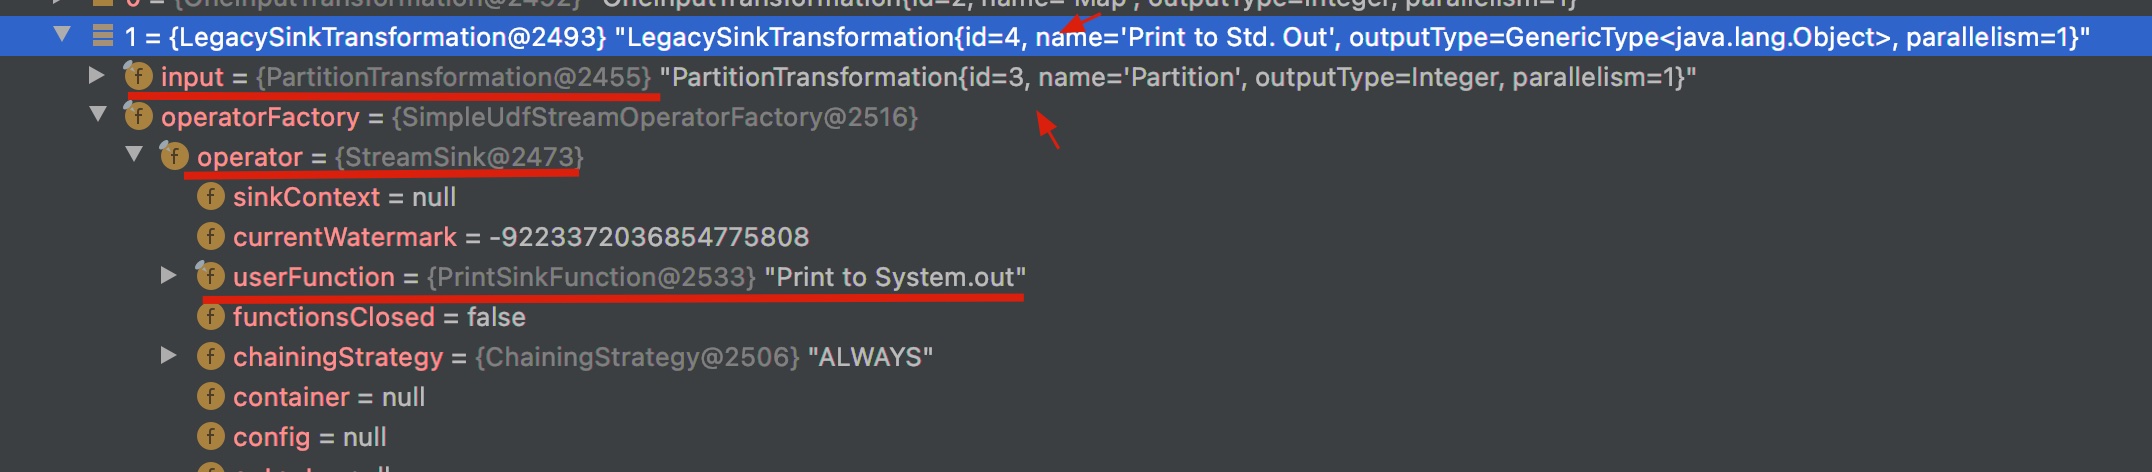 0 = {OneInputTransformation@2492} "OneInputTransformation{id=2, name='Map', outputType=Integer, parallelism=1}"
1 = {LegacySinkTransformation@2493} "LegacySinkTransformation{id=4, name='Print to Std. Out', outputType=GenericType<java.lang.Object>, parallelism=1}"
input = {PartitionTransformation@2455} "PartitionTransformation{id=3, name='Partition', outputType=Integer, parallelism=1}"
operatorFactory = {SimpleUdfStreamOperatorFactory@2516}
operator = {StreamSink@2473}
sinkContext = null
currentWatermark = -9223372036854775808
userFunction = {PrintSinkFunction@2533} "Print to System.out"
functionsClosed = false
chainingStrategy = {ChainingStrategy@2506} "ALWAYS"
container = null
config = null